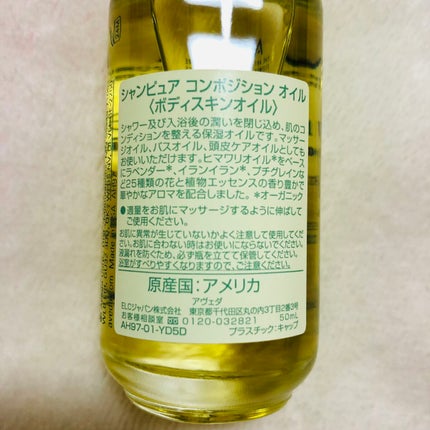 シャンピュア コンポジション オイル
〈ボディスキンオイル〉
シャワー及び入浴後の潤いを閉じ込め、肌のコ
ンディションを整える保湿オイルです。マッサー
ジオイル、バスオイル、頭皮ケアオイルとしても
お使いいただけます。ヒマワリオイル*をベース
にラベンダー*、イランイラン*、プチグレインな
ど25種類の花と植物エッセンスの香り豊かで
華やかなアロマを配合しました。*オーガニック
●適量をお肌にマッサージするように伸ばして
ご使用ください。
お肌に異常が生じていないかよく注意して使用してく
ださい。お肌に合わない時はお使いにならないでください。
液漏れを防ぐため、必ず瓶を立てて保管してください。
浴室がすべりやすくなりますので、ご注意ください。
原産国:アメリカ
アヴェダ
ELCジャパン株式会社 東京都千代田区丸の内3丁目2番3号
お客様相談室 0120-032821 50mL
AH97-01-YD5D プラスチック:キャップ